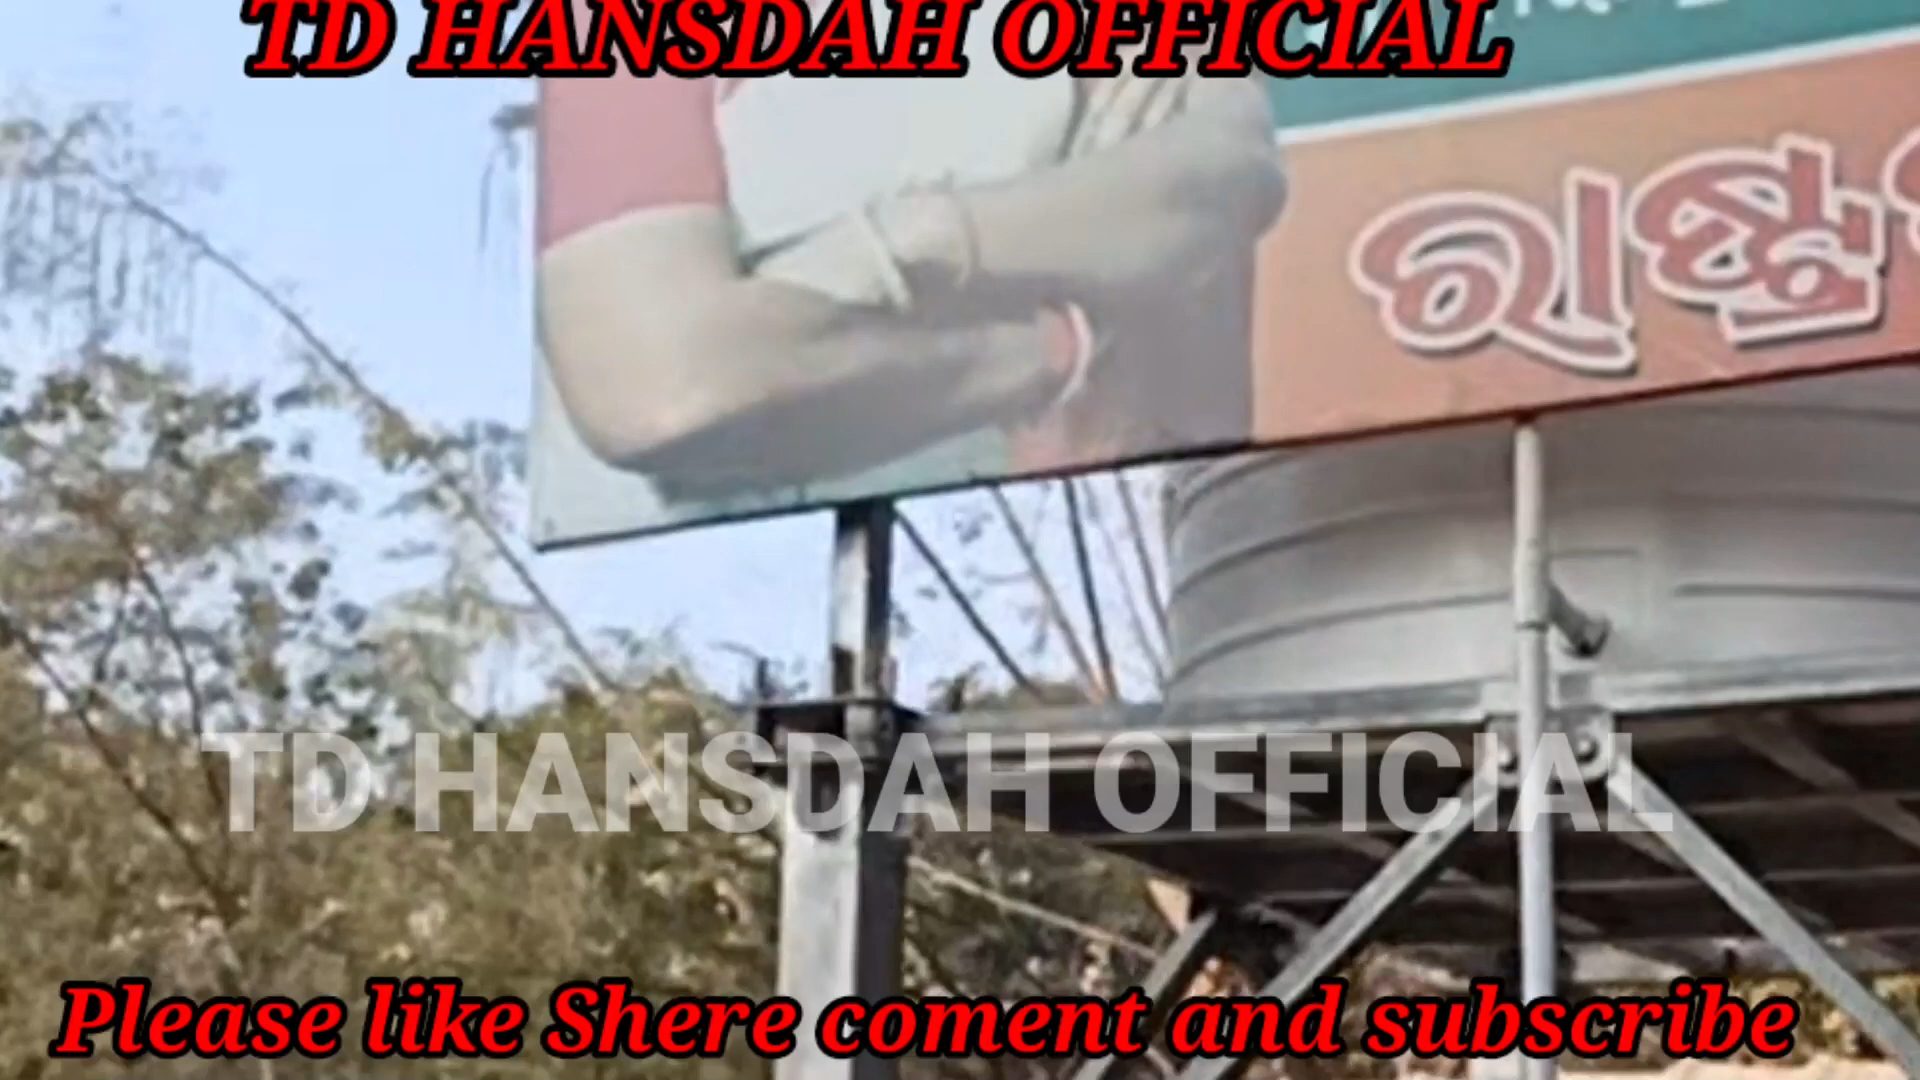 TD HANSDAH OFFICIAL
ରାଷ୍ଟ୍ର
TD HANSDAH OFFICIAL
Please like Shere coment and subscribe